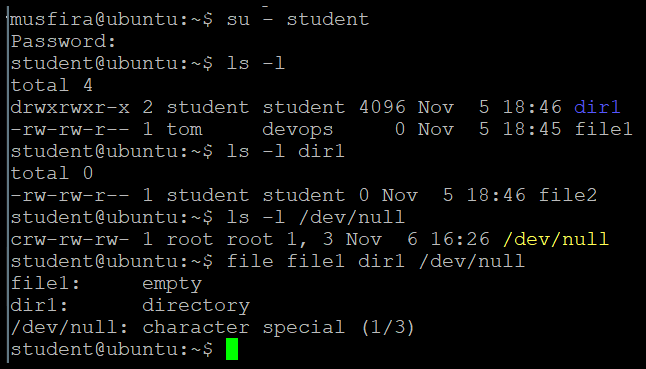 musfira@ubuntu:~$ su - student
Password:
student@ubuntu:~$ ls -l
total 4
drwxrwxr-x 2 student student 4096 Nov  5 18:46 dir1
-rw-rw-r-- 1 tom     devops     0 Nov  5 18:45 file1
student@ubuntu:~$ ls -l dir1
total 0
-rw-rw-r-- 1 student student 0 Nov  5 18:46 file2
student@ubuntu:~$ ls -l /dev/null
crw-rw-rw- 1 root root 1, 3 Nov  6 16:26 /dev/null
student@ubuntu:~$ file file1 dir1 /dev/null
file1:     empty
dir1:      directory
/dev/null: character special (1/3)
student@ubuntu:~$